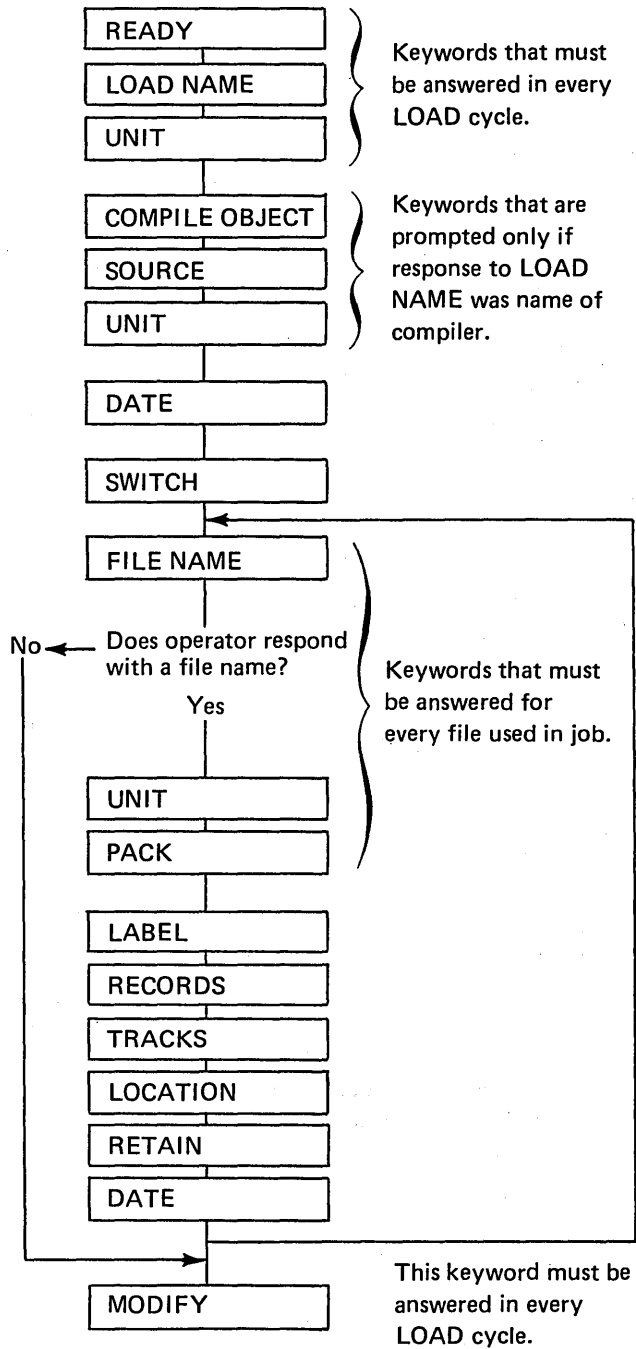 READY
LOAD NAME
UNIT
Keywords that must
be answered in every
LOAD cycle.
COMPILE OBJECT
SOURCE
UNIT
Keywords that are
prompted only if
response to LOAD
NAME was name of
compiler.
DATE
SWITCH
FILE NAME
No
Does operator respond
with a file name?
Yes
Keywords that must
be answered for
every file used in job.
UNIT
PACK
LABEL
RECORDS
TRACKS
LOCATION
RETAIN
DATE
MODIFY
This keyword must be
answered in every
LOAD cycle.